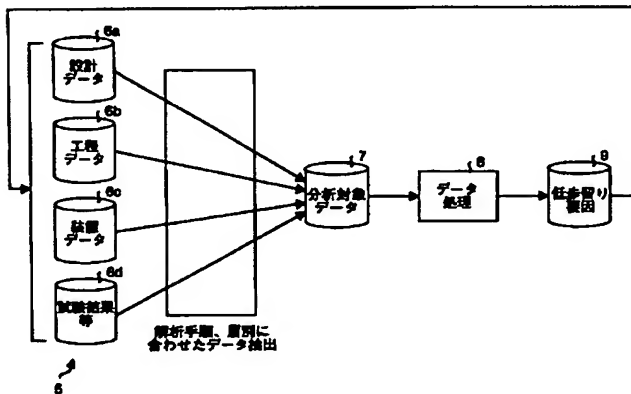 6a
設計
データ
6b
工程
データ
6c
装置
データ
6d
試験結果
等
解析手順、層別に
合わせたデータ抽出
7
分析対象
データ
8
データ
処理
9
低歩留り
要因
5